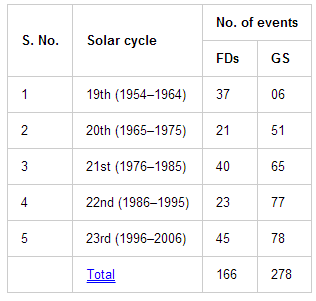 S. No. Solar cycle No. of events
FDs GS
1 19th (1954–1964) 37 06
2 20th (1965–1975) 21 51
3 21st (1976–1985) 40 65
4 22nd (1986–1995) 23 77
5 23rd (1996–2006) 45 78
Total 166 278